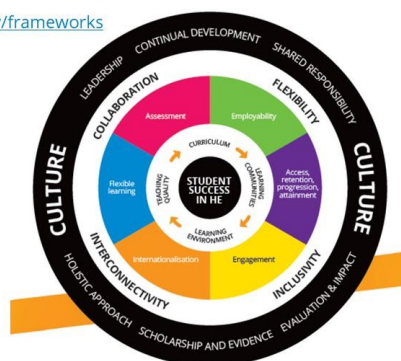 /frameworks
LEADERSHIP
CONTINUAL DEVELOPMENT
SHARED RESPONSIBILITY
CULTURE
CULTURE
COLLABORATION
FLEXIBILITY
Assessment
Employability
Flexible
learning
Access,
retention,
progression,
attainment
CURRICULUM
LEARNING
COMMUNITIES
TEACHING
QUALITY
LEARNING
ENVIRONMENT
STUDENT
SUCCESS
IN HE
Internationalisation
Engagement
INTERCONNECTIVITY
INCLUSIVITY
HOLISTIC APPROACH
SCHOLARSHIP AND EVIDENCE
EVALUATION & IMPACT